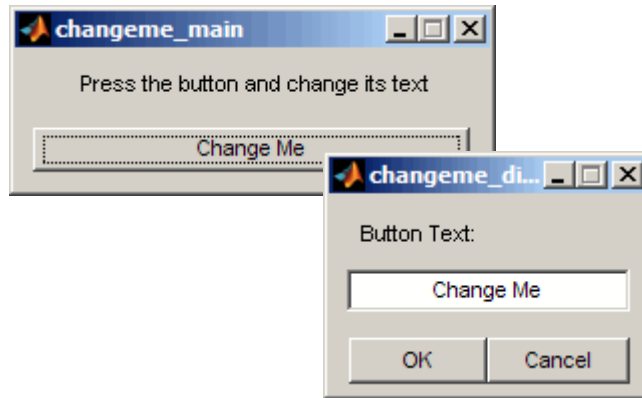 changeme_main
Press the button and change its text
Change Me
changeme_di...
Button Text:
Change Me
OK
Cancel